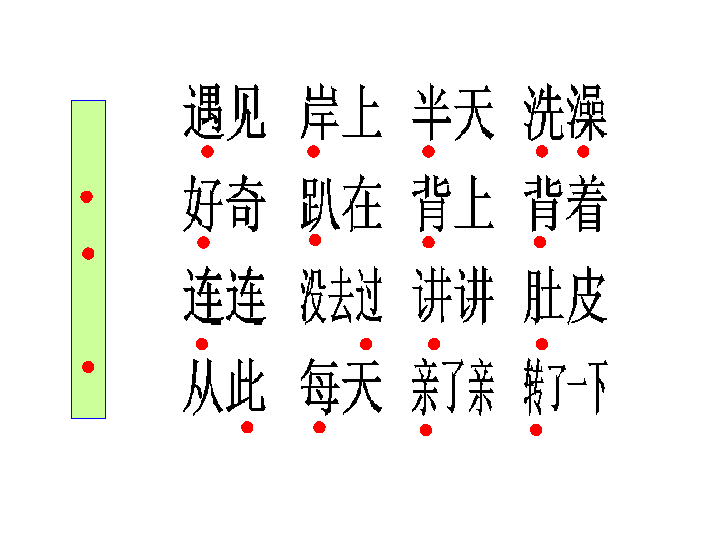 遇见 岸上 半天 洗澡
好奇 趴在 背上 背着
连连 没去过 讲讲 肚皮
从此 每天 亲了亲 转了一下